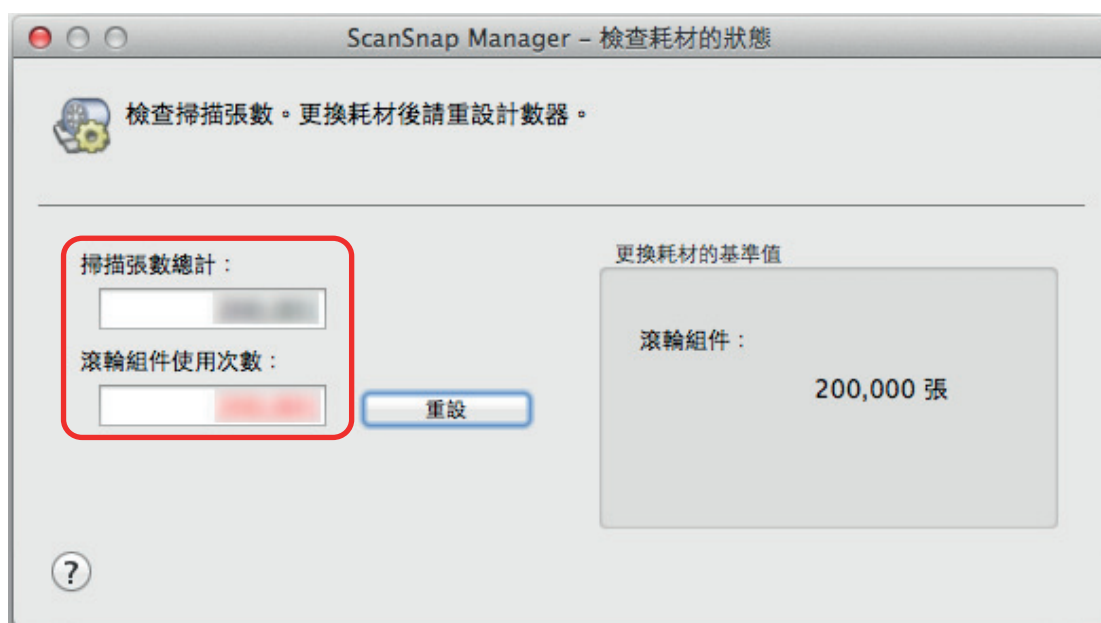 ScanSnap Manager – 檢查耗材的狀態
檢查掃描張數。更換耗材後請重設計數器。
掃描張數總計：
滾輪組件使用次數：
重設
更換耗材的基準值
滾輪組件：
200,000 張
?